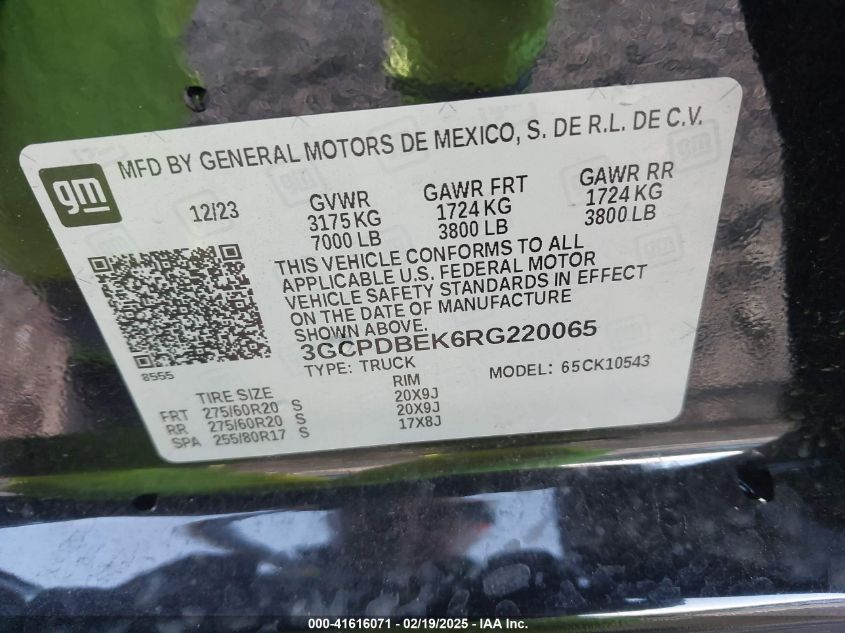 gm
MFD BY GENERAL MOTORS DE MEXICO, S. DE R.L. DE C.V.
12/23
GVWR
3175 KG
7000 LB
GAWR FRT
1724 KG
3800 LB
GAWR RR
1724 KG
3800 LB
THIS VEHICLE CONFORMS TO ALL
APPLICABLE U.S. FEDERAL MOTOR
VEHICLE SAFETY STANDARDS IN EFFECT
ON THE DATE OF MANUFACTURE
SHOWN ABOVE.
3GCPDBEK6RG220065
8555
TYPE: TRUCK
MODEL: 65CK10543
TIRE SIZE RIM
FRT 275/60R20 S 20X9J
RR 275/60R20 S 20X9J
SPA 255/80R17 S 17X8J
000-41616071 - 02/19/2025 - IAAI Inc.